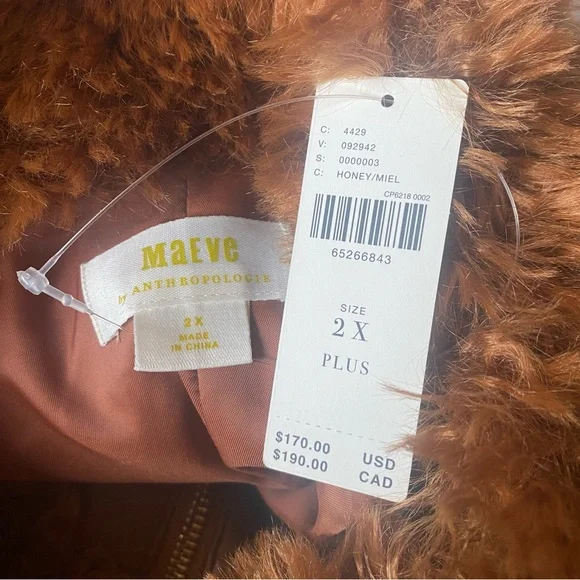 MaEve
by ANTHROPOLOGIE
2X
MADE
IN CHINA
C: 4429
V: 092942
S: 0000003
C: HONEY/MIEL
CP6218 0002
65266843
SIZE
2 X
PLUS
$170.00 USD
$190.00 CAD